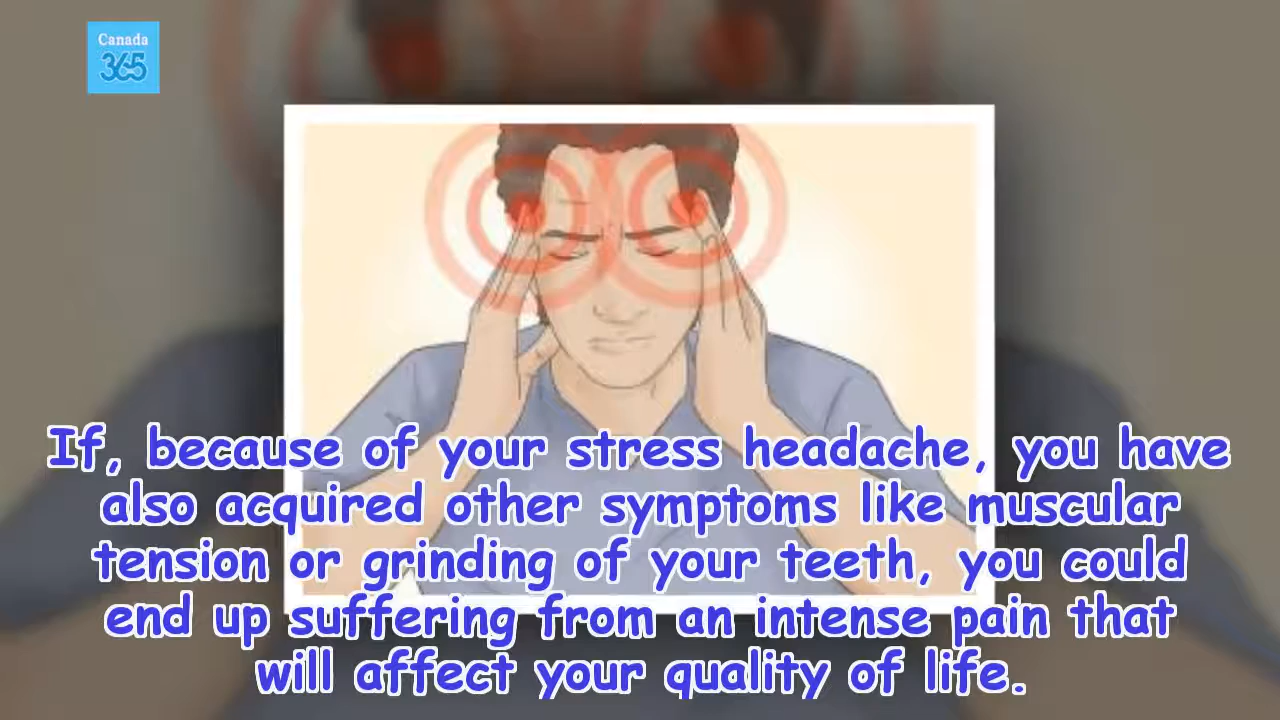 Canada
365
If, because of your stress headache, you have
also acquired other symptoms like muscular
tension or grinding of your teeth, you could
end up suffering from an intense pain that
will affect your quality of life.